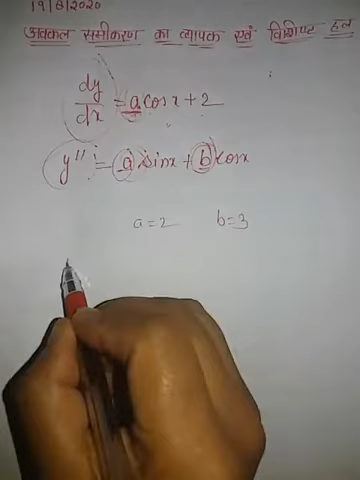 19/8/2020
अवकल समीकरण का व्यापक एवं विशिष्ट हल
dy/dx = a cos x + 2
y'' = a sin x + b cos x
a = 2 b = 3